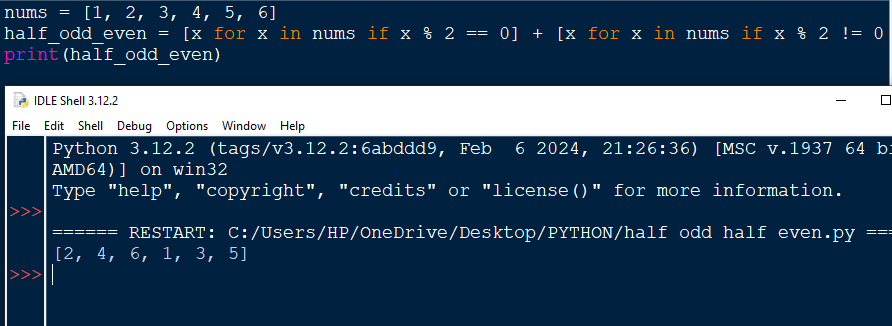 nums = [1, 2, 3, 4, 5, 6]
half_odd_even = [x for x in nums if x % 2 == 0] + [x for x in nums if x % 2 != 0
print(half_odd_even)
IDLE Shell 3.12.2
File Edit Shell Debug Options Window Help
Python 3.12.2 (tags/v3.12.2:6abddd9, Feb  6 2024, 21:26:36) [MSC v.1937 64 bi
AMD64)] on win32
Type "help", "copyright", "credits" or "license()" for more information.
>>>
====== RESTART: C:/Users/HP/OneDrive/Desktop/PYTHON/half odd half even.py ===
[2, 4, 6, 1, 3, 5]
>>>